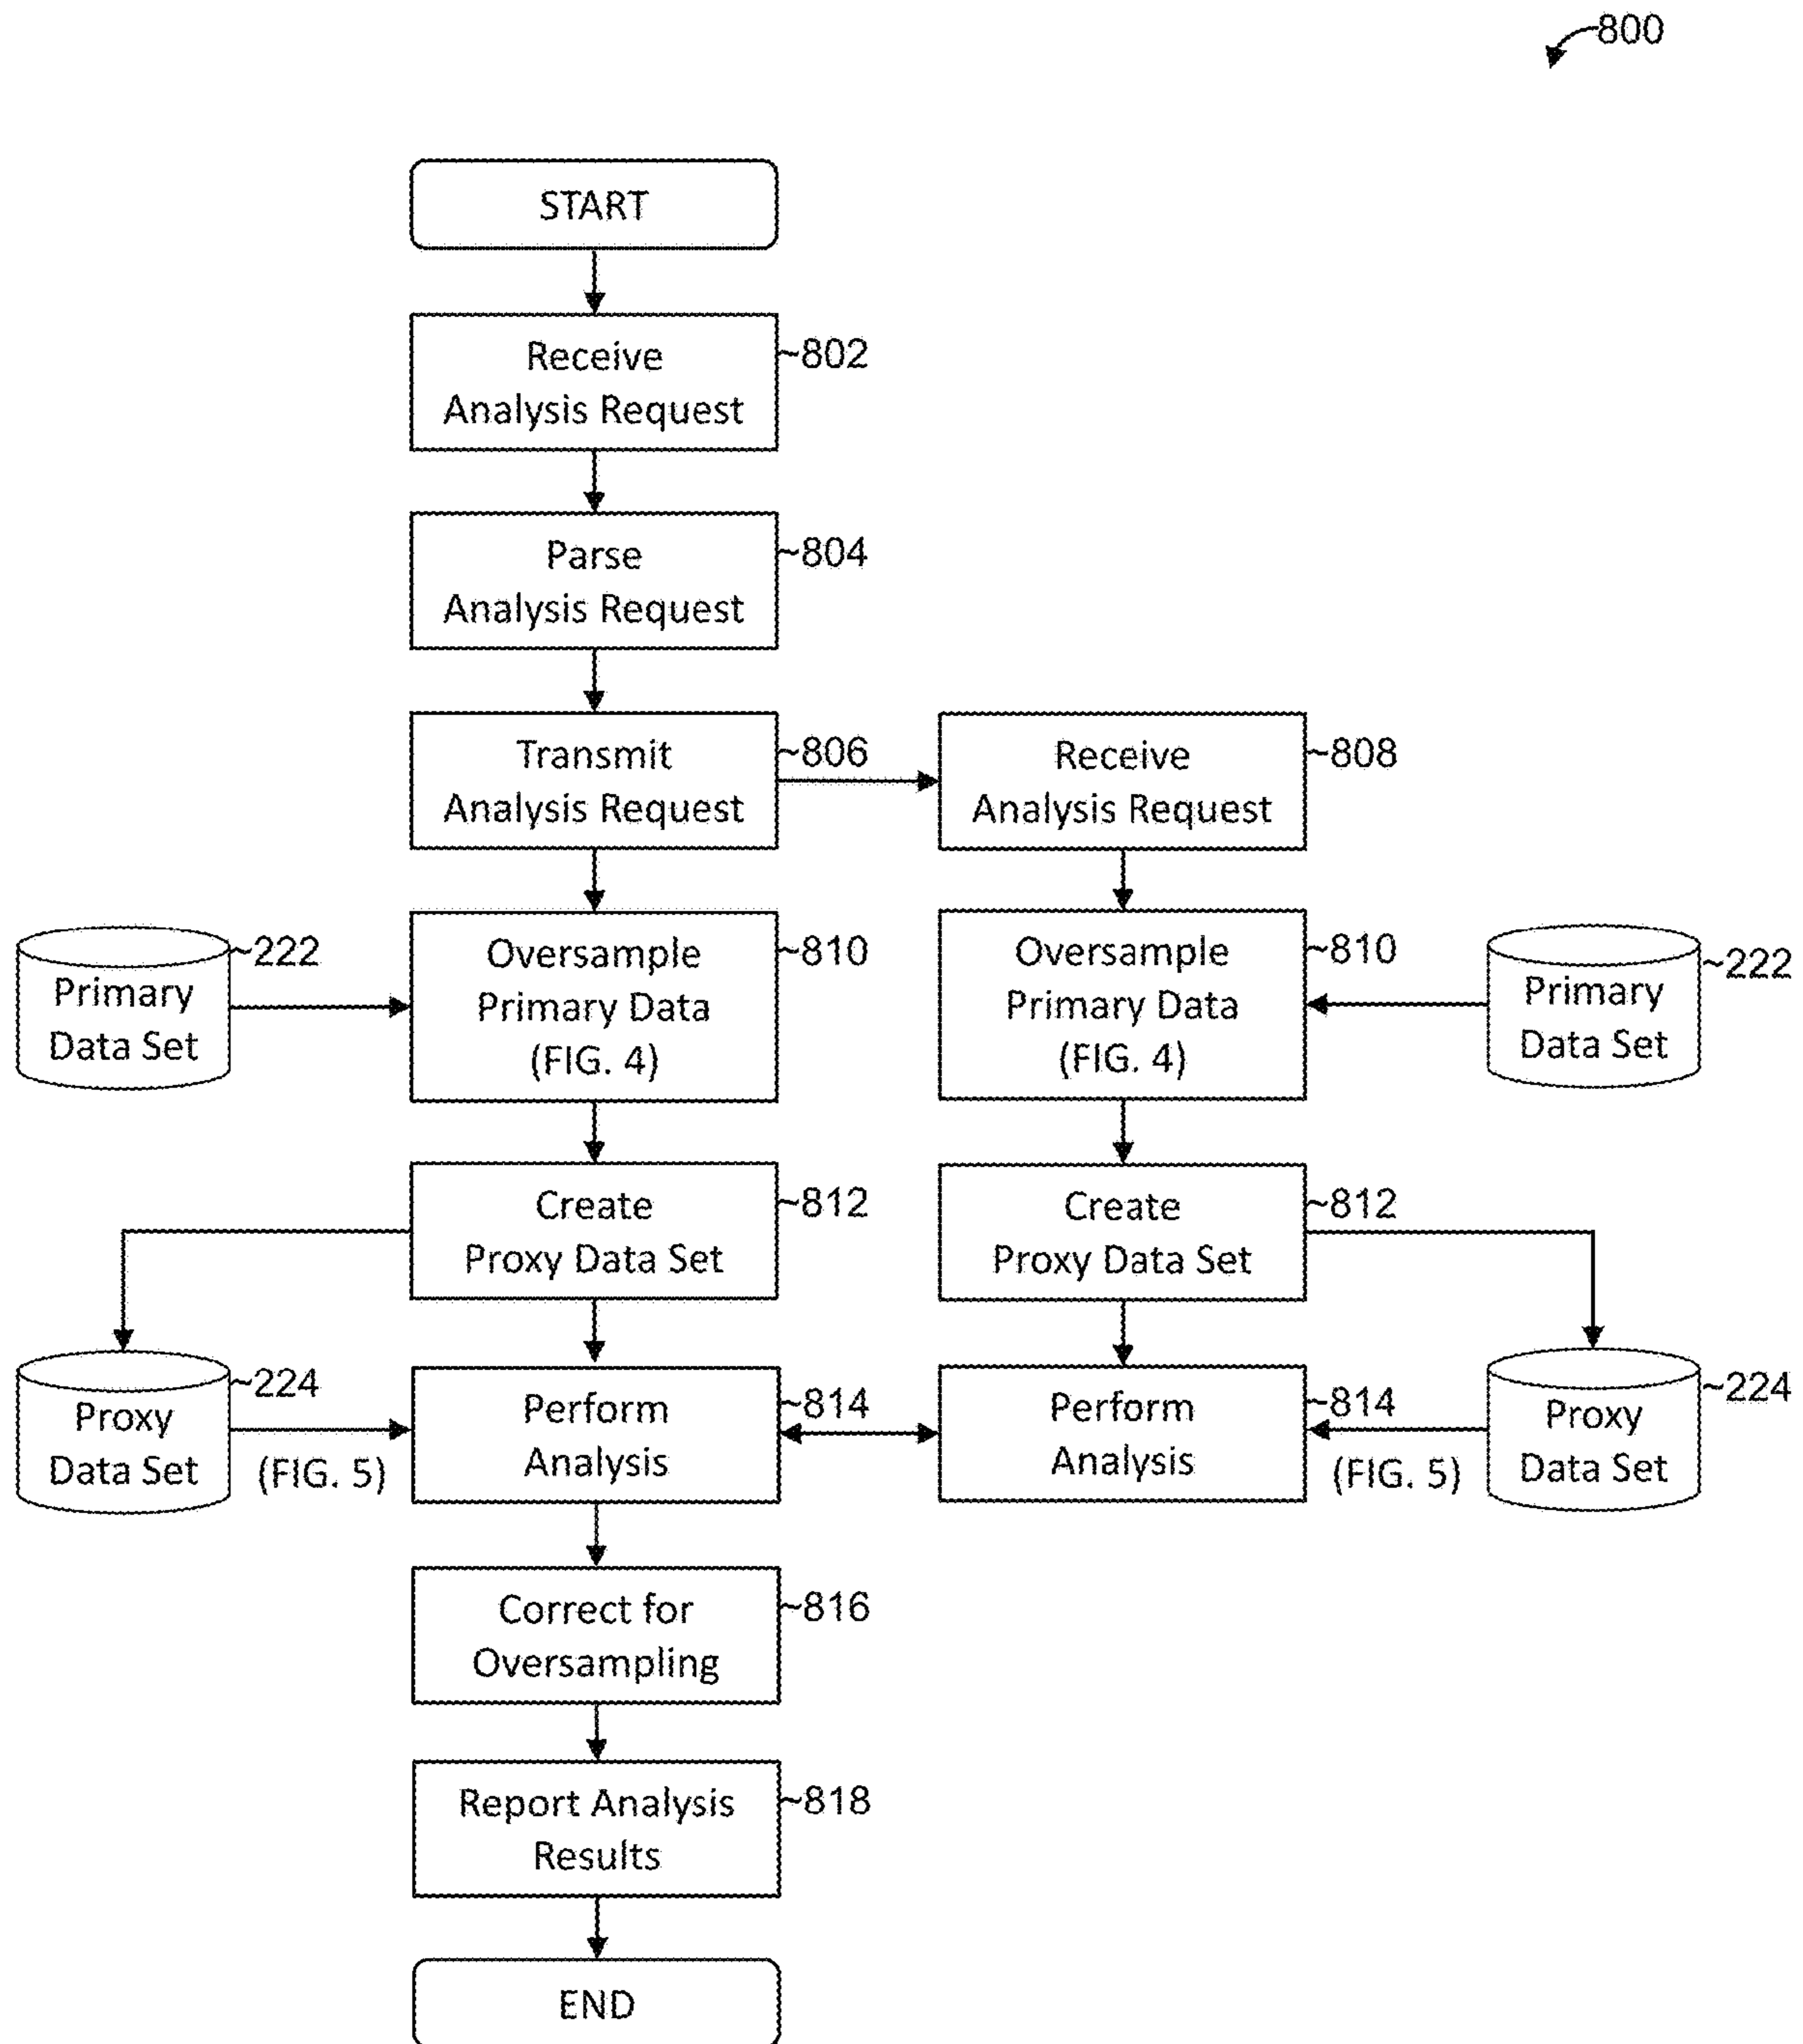 800
START
Receive
Analysis Request
~802
Parse
Analysis Request
~804
Transmit
Analysis Request
~806
Receive
Analysis Request
~808
Primary
Data Set
~222
Oversample
Primary Data
(FIG. 4)
~810
Oversample
Primary Data
(FIG. 4)
~810
Primary
Data Set
~222
Create
Proxy Data Set
~812
Create
Proxy Data Set
~812
Proxy
Data Set
~224
(FIG. 5)
Perform
Analysis
~814
Perform
Analysis
~814
(FIG. 5)
Proxy
Data Set
~224
Correct for
Oversampling
~816
Report Analysis
Results
~818
END